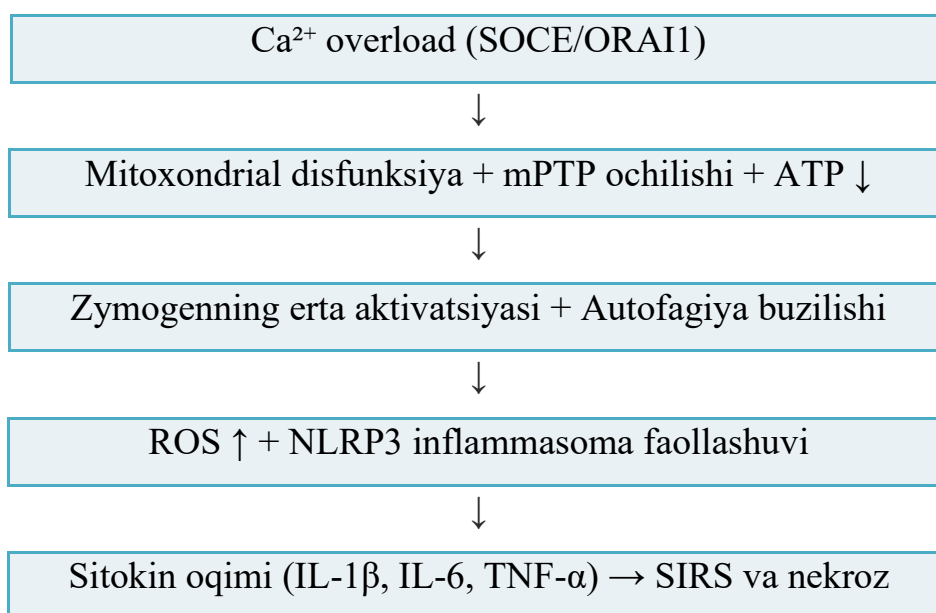 Ca²⁺ overload (SOCE/ORAI1)
↓
Mitoxondrial disfunksiya + mPTP ochilishi + ATP ↓
↓
Zymogenning erta aktivatsiyasi + Autofagiya buzilishi
↓
ROS ↑ + NLRP3 inflammasoma faollashuvi
↓
Sitokin oqimi (IL-1β, IL-6, TNF-α) → SIRS va nekroz